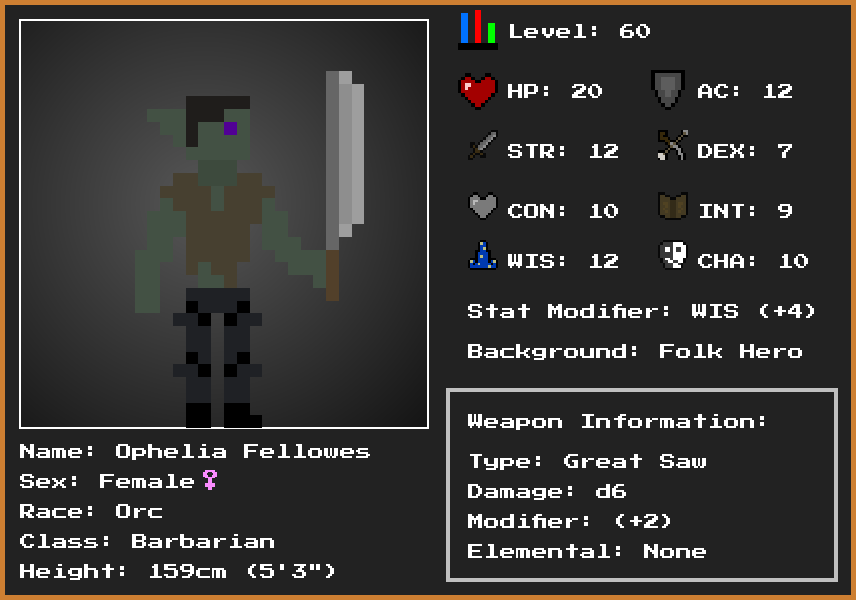 Level: 60
HP: 20
AC: 12
STR: 12
DEX: 7
CON: 10
INT: 9
WIS: 12
CHA: 10
Stat Modifier: WIS (+4)
Background: Folk Hero
Weapon Information:
Type: Great Saw
Damage: d6
Modifier: (+2)
Elemental: None
Name: Ophelia Fellowes
Sex: Female♀
Race: Orc
Class: Barbarian
Height: 159cm (5'3")